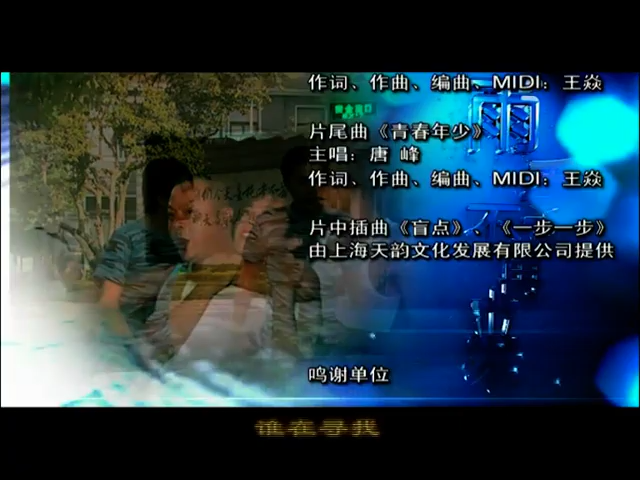 作词、作曲、编曲、MIDI：王焱
片尾曲《青春年少》
主唱：唐 峰
作词、作曲、编曲、MIDI：王焱
片中插曲《盲点》、《一步一步》
由上海天韵文化发展有限公司提供
鸣谢单位
谁在寻找